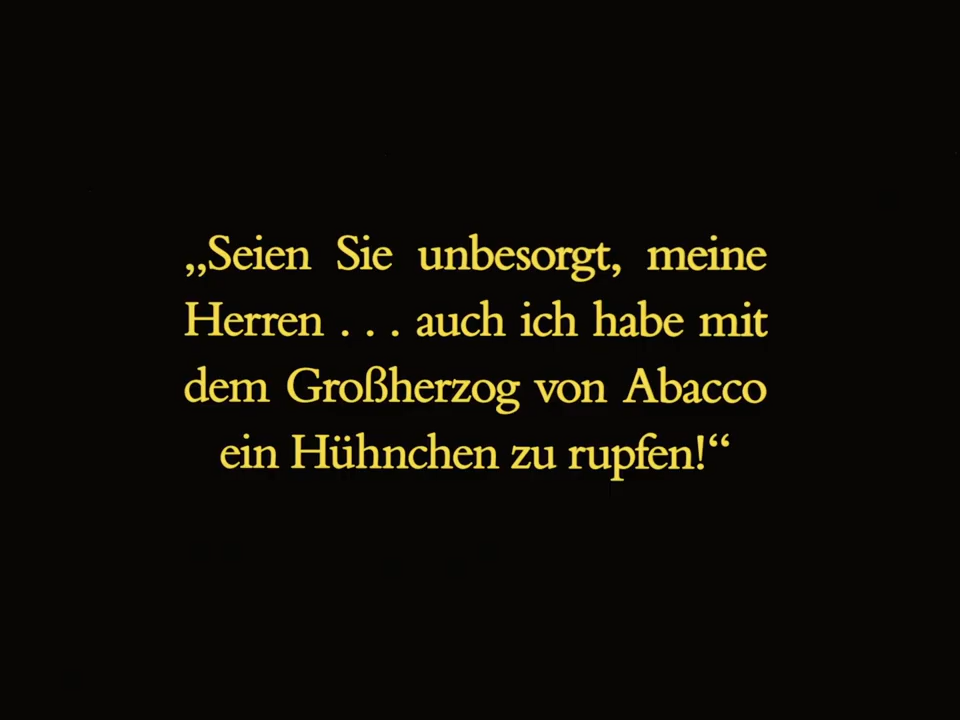 „Seien Sie unbesorgt, meine
Herren . . . auch ich habe mit
dem Großherzog von Abacco
ein Hühnchen zu rupfen!“